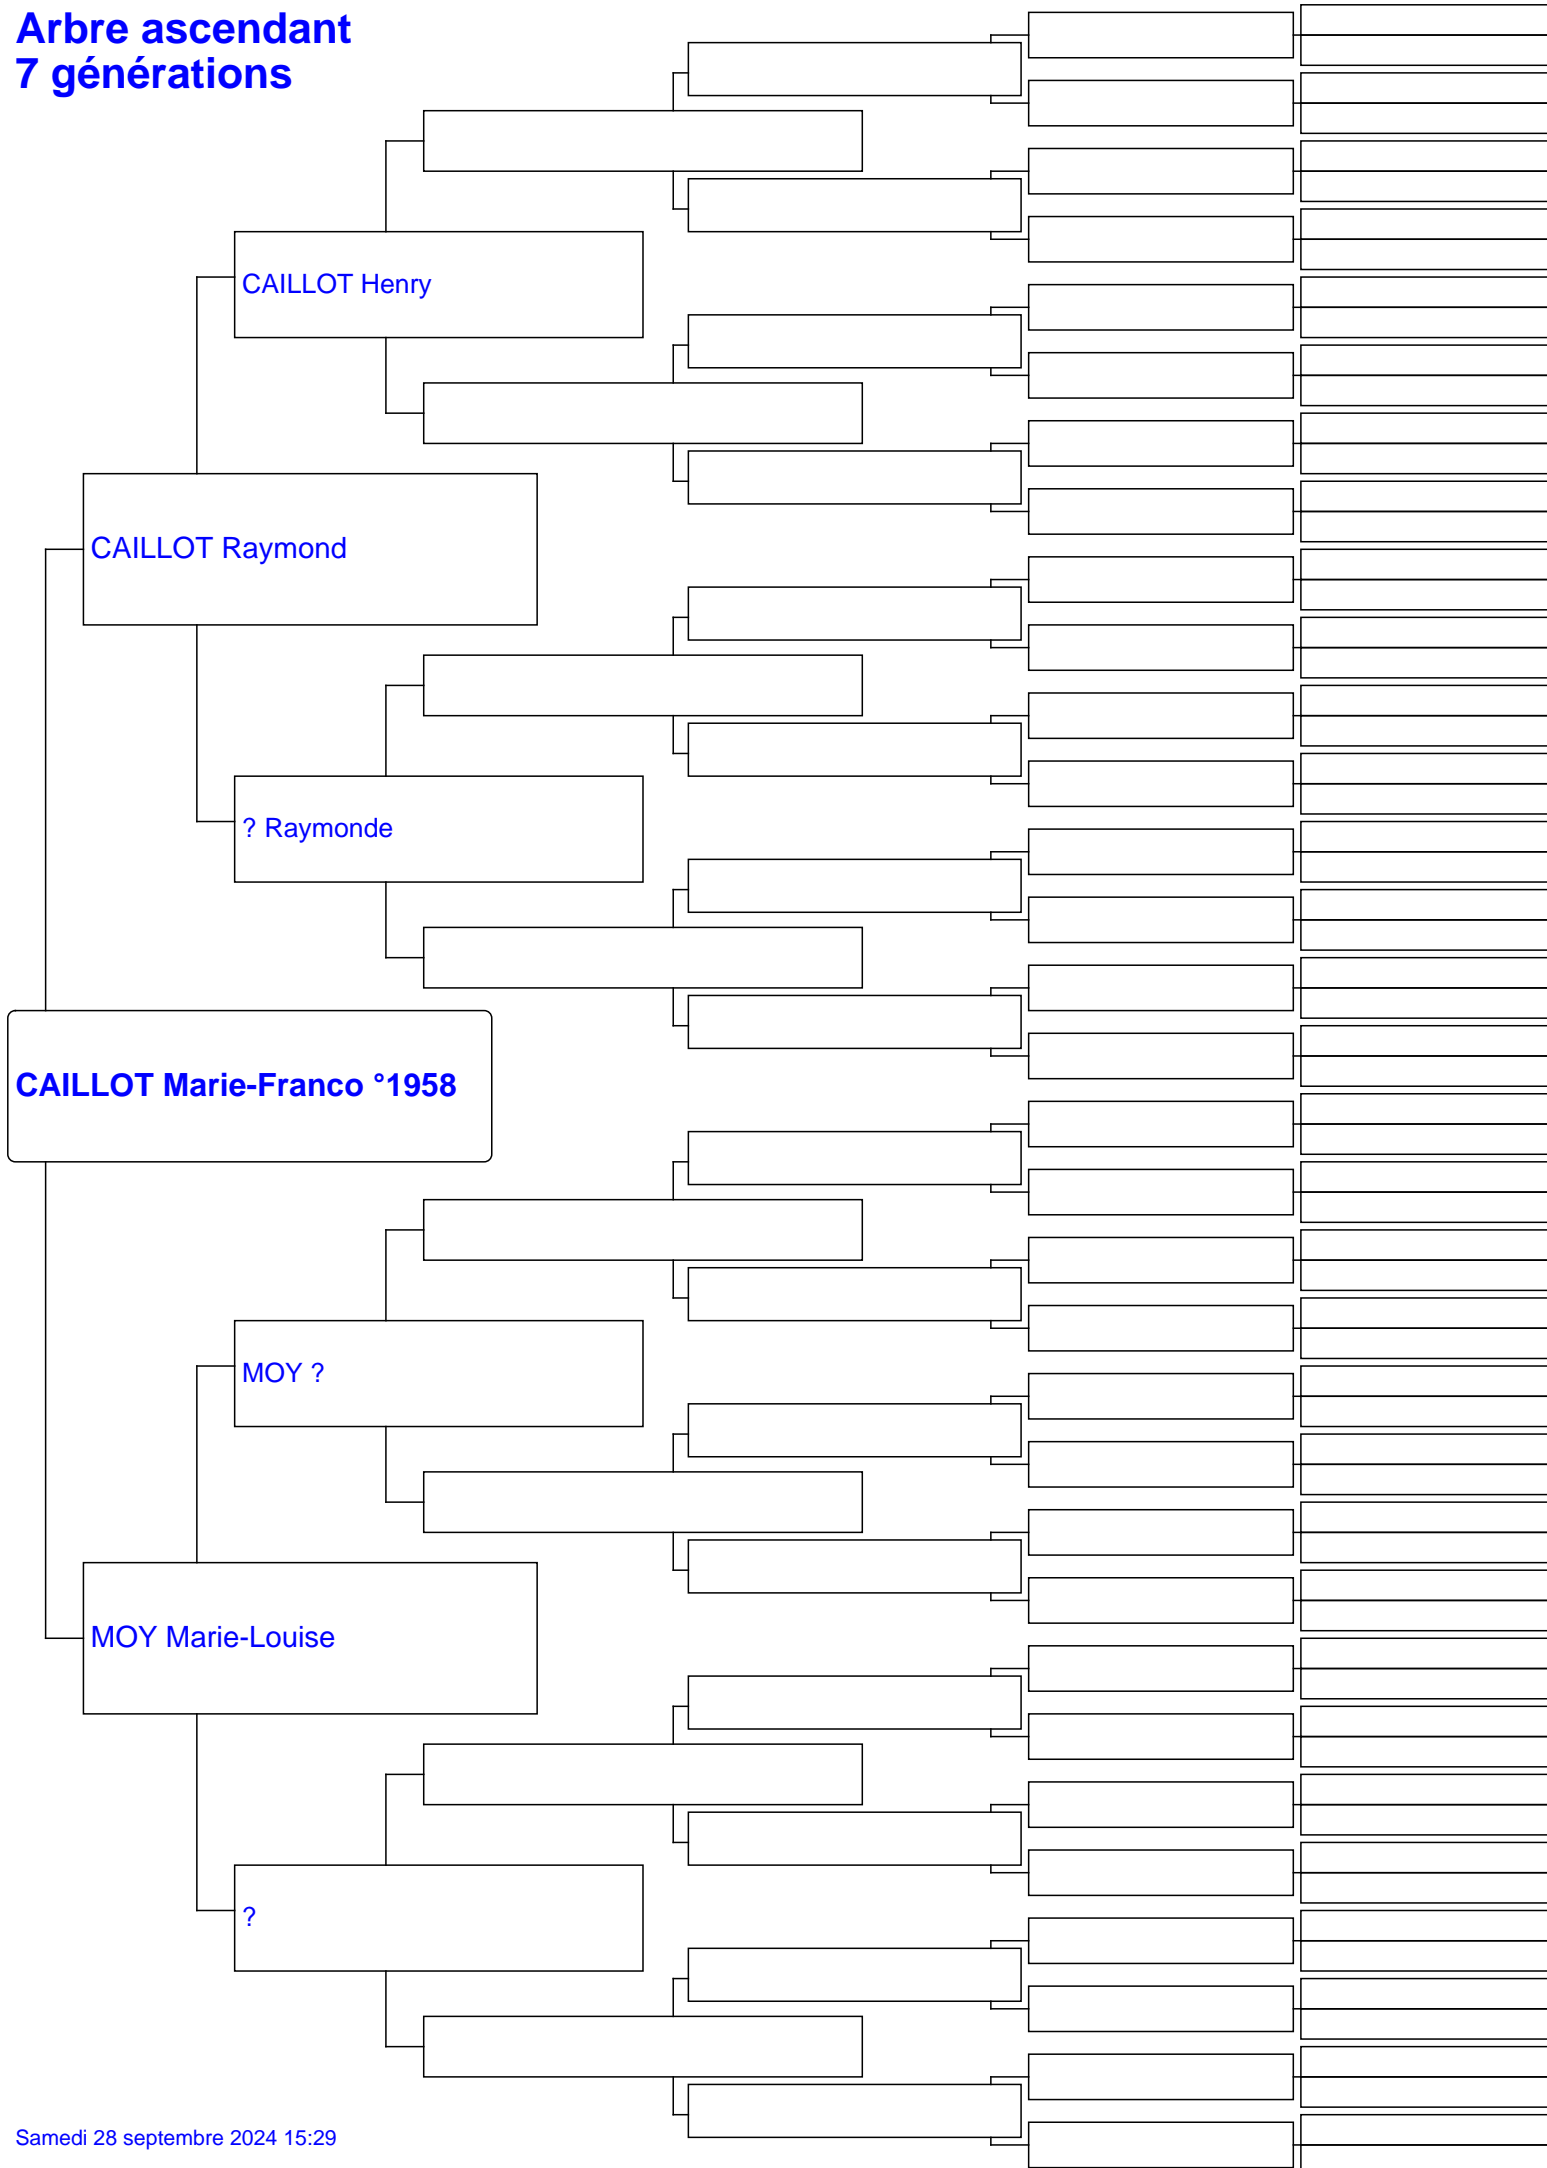 Arbre ascendant
7 générations
CAILLOT Henry
CAILLOT Raymond
? Raymonde
CAILLOT Marie-Franco °1958
MOY ?
MOY Marie-Louise
?
Samedi 28 septembre 2024 15:29